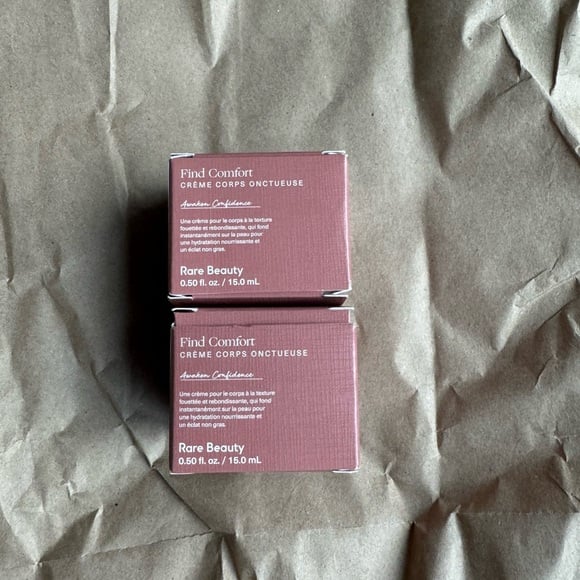 Find Comfort
CRÈME CORPS ONCTUEUSE
Awaken Confidence
Une crème pour le corps à la texture
fouettée et rebondissante, qui fond
instantanément sur la peau pour
une hydratation nourrissante et
un éclat non gras.
Rare Beauty
0.50 fl. oz. / 15.0 mL
Find Comfort
CRÈME CORPS ONCTUEUSE
Awaken Confidence
Une crème pour le corps à la texture
fouettée et rebondissante, qui fond
instantanément sur la peau pour
une hydratation nourrissante et
un éclat non gras.
Rare Beauty
0.50 fl. oz. / 15.0 mL